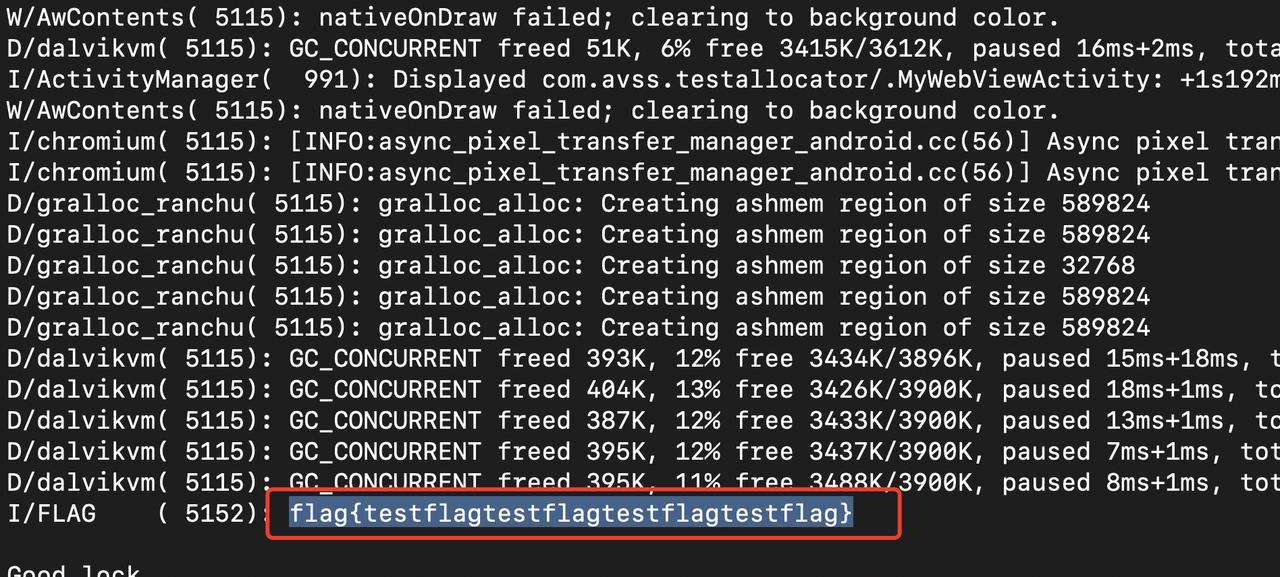 W/AwContents( 5115): nativeOnDraw failed; clearing to background color.
D/dalvikvm( 5115): GC_CONCURRENT freed 51K, 6% free 3415K/3612K, paused 16ms+2ms, tota
I/ActivityManager(  991): Displayed com.avss.testallocator/.MyWebViewActivity: +1s192m
W/AwContents( 5115): nativeOnDraw failed; clearing to background color.
I/chromium( 5115): [INFO:async_pixel_transfer_manager_android.cc(56)] Async pixel tran
I/chromium( 5115): [INFO:async_pixel_transfer_manager_android.cc(56)] Async pixel tran
D/gralloc_ranchu( 5115): gralloc_alloc: Creating ashmem region of size 589824
D/gralloc_ranchu( 5115): gralloc_alloc: Creating ashmem region of size 589824
D/gralloc_ranchu( 5115): gralloc_alloc: Creating ashmem region of size 32768
D/gralloc_ranchu( 5115): gralloc_alloc: Creating ashmem region of size 589824
D/gralloc_ranchu( 5115): gralloc_alloc: Creating ashmem region of size 589824
D/dalvikvm( 5115): GC_CONCURRENT freed 393K, 12% free 3434K/3896K, paused 15ms+18ms, t
D/dalvikvm( 5115): GC_CONCURRENT freed 404K, 13% free 3426K/3900K, paused 18ms+1ms, to
D/dalvikvm( 5115): GC_CONCURRENT freed 387K, 12% free 3433K/3900K, paused 13ms+1ms, to
D/dalvikvm( 5115): GC_CONCURRENT freed 395K, 12% free 3437K/3900K, paused 7ms+1ms, tot
D/dalvikvm( 5115): GC_CONCURRENT freed 395K, 11% free 3488K/3900K, paused 8ms+1ms, tot
I/FLAG    ( 5152): flag{testflagtestflagtestflagtestflag}
Good lock